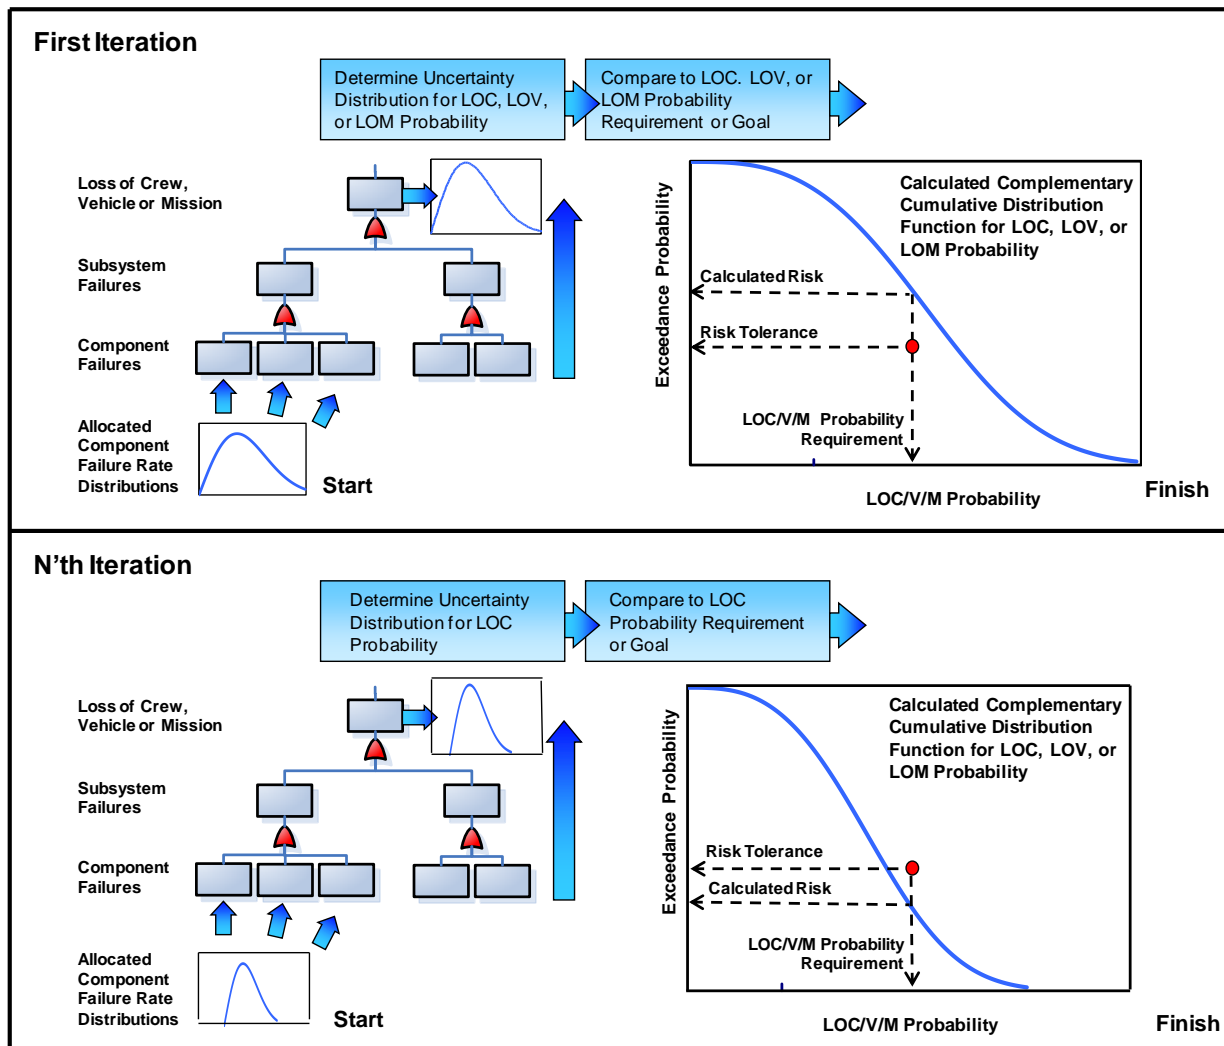 First Iteration
Determine Uncertainty
Distribution for LOC, LOV,
or LOM Probability
Compare to LOC. LOV, or
LOM Probability
Requirement or Goal
Loss of Crew,
Vehicle or Mission
Subsystem
Failures
Component
Failures
Allocated
Component
Failure Rate
Distributions
Start
Exceedance Probability
Calculated Complementary
Cumulative Distribution
Function for LOC, LOV, or
LOM Probability
Calculated Risk
Risk Tolerance
LOC/V/M Probability
Requirement
LOC/V/M Probability
Finish
N'th Iteration
Determine Uncertainty
Distribution for LOC
Probability
Compare to LOC
Probability Requirement
or Goal
Loss of Crew,
Vehicle or Mission
Subsystem
Failures
Component
Failures
Allocated
Component
Failure Rate
Distributions
Start
Exceedance Probability
Calculated Complementary
Cumulative Distribution
Function for LOC, LOV, or
LOM Probability
Risk Tolerance
Calculated Risk
LOC/V/M Probability
Requirement
LOC/V/M Probability
Finish